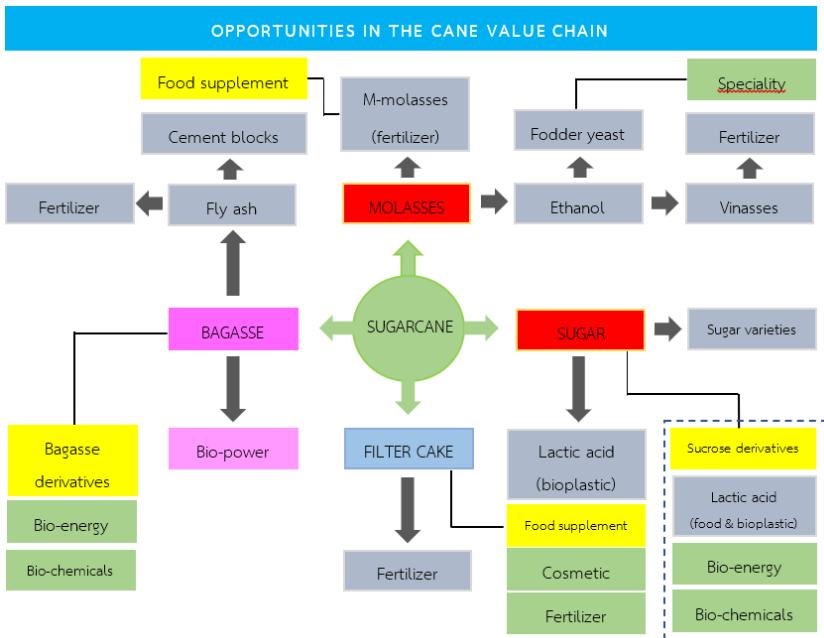 OPPORTUNITIES IN THE CANE VALUE CHAIN
Food supplement
M-molasses
(fertilizer)
Speciality
Cement blocks
Fodder yeast
Fertilizer
Fertilizer
Fly ash
MOLASSES
Ethanol
Vinasses
BAGASSE
SUGARCANE
SUGAR
Sugar varieties
Bagasse
derivatives
Bio-energy
Bio-chemicals
Bio-power
FILTER CAKE
Fertilizer
Lactic acid
(bioplastic)
Food supplement
Cosmetic
Fertilizer
Sucrose derivatives
Lactic acid
(food & bioplastic)
Bio-energy
Bio-chemicals